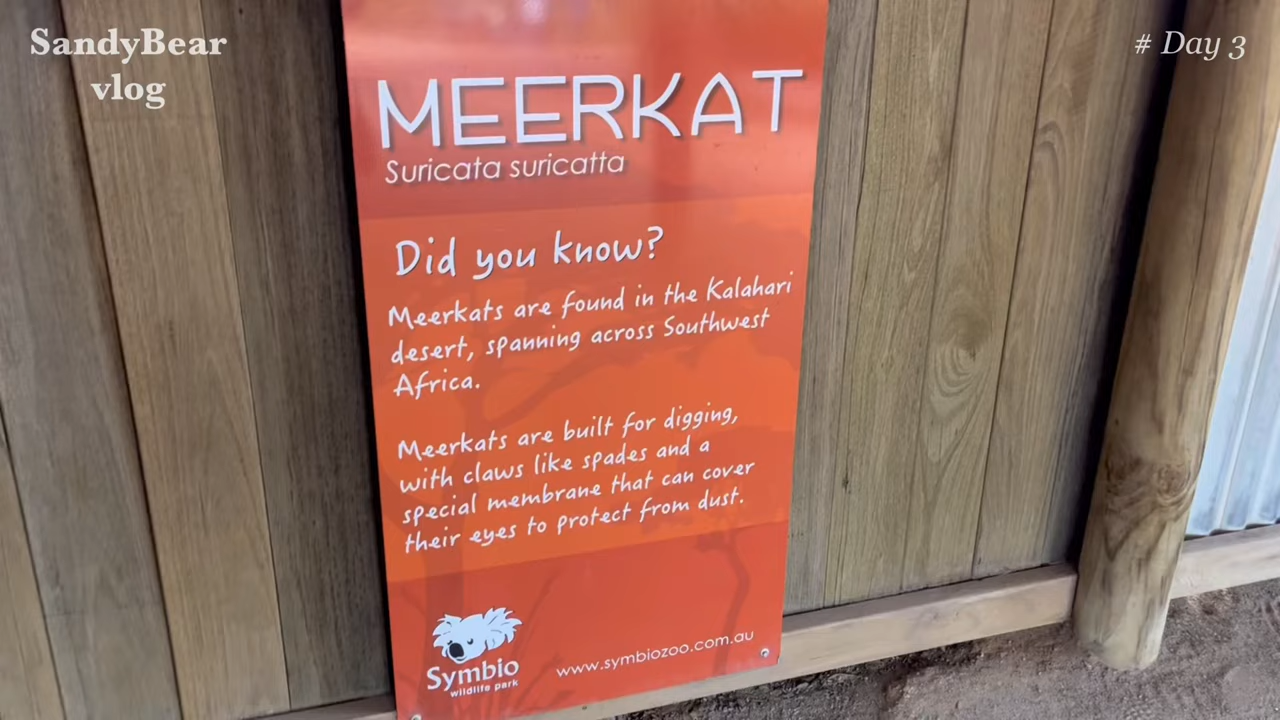 SandyBear
vlog
# Day 3
MEERKAT
Suricata suricatta
Did you know?
Meerkats are found in the Kalahari
desert, spanning across Southwest
Africa.
Meerkats are built for digging,
with claws like spades and a
special membrane that can cover
their eyes to protect from dust.
Symbio
wildlife park
www.symbiozoo.com.au